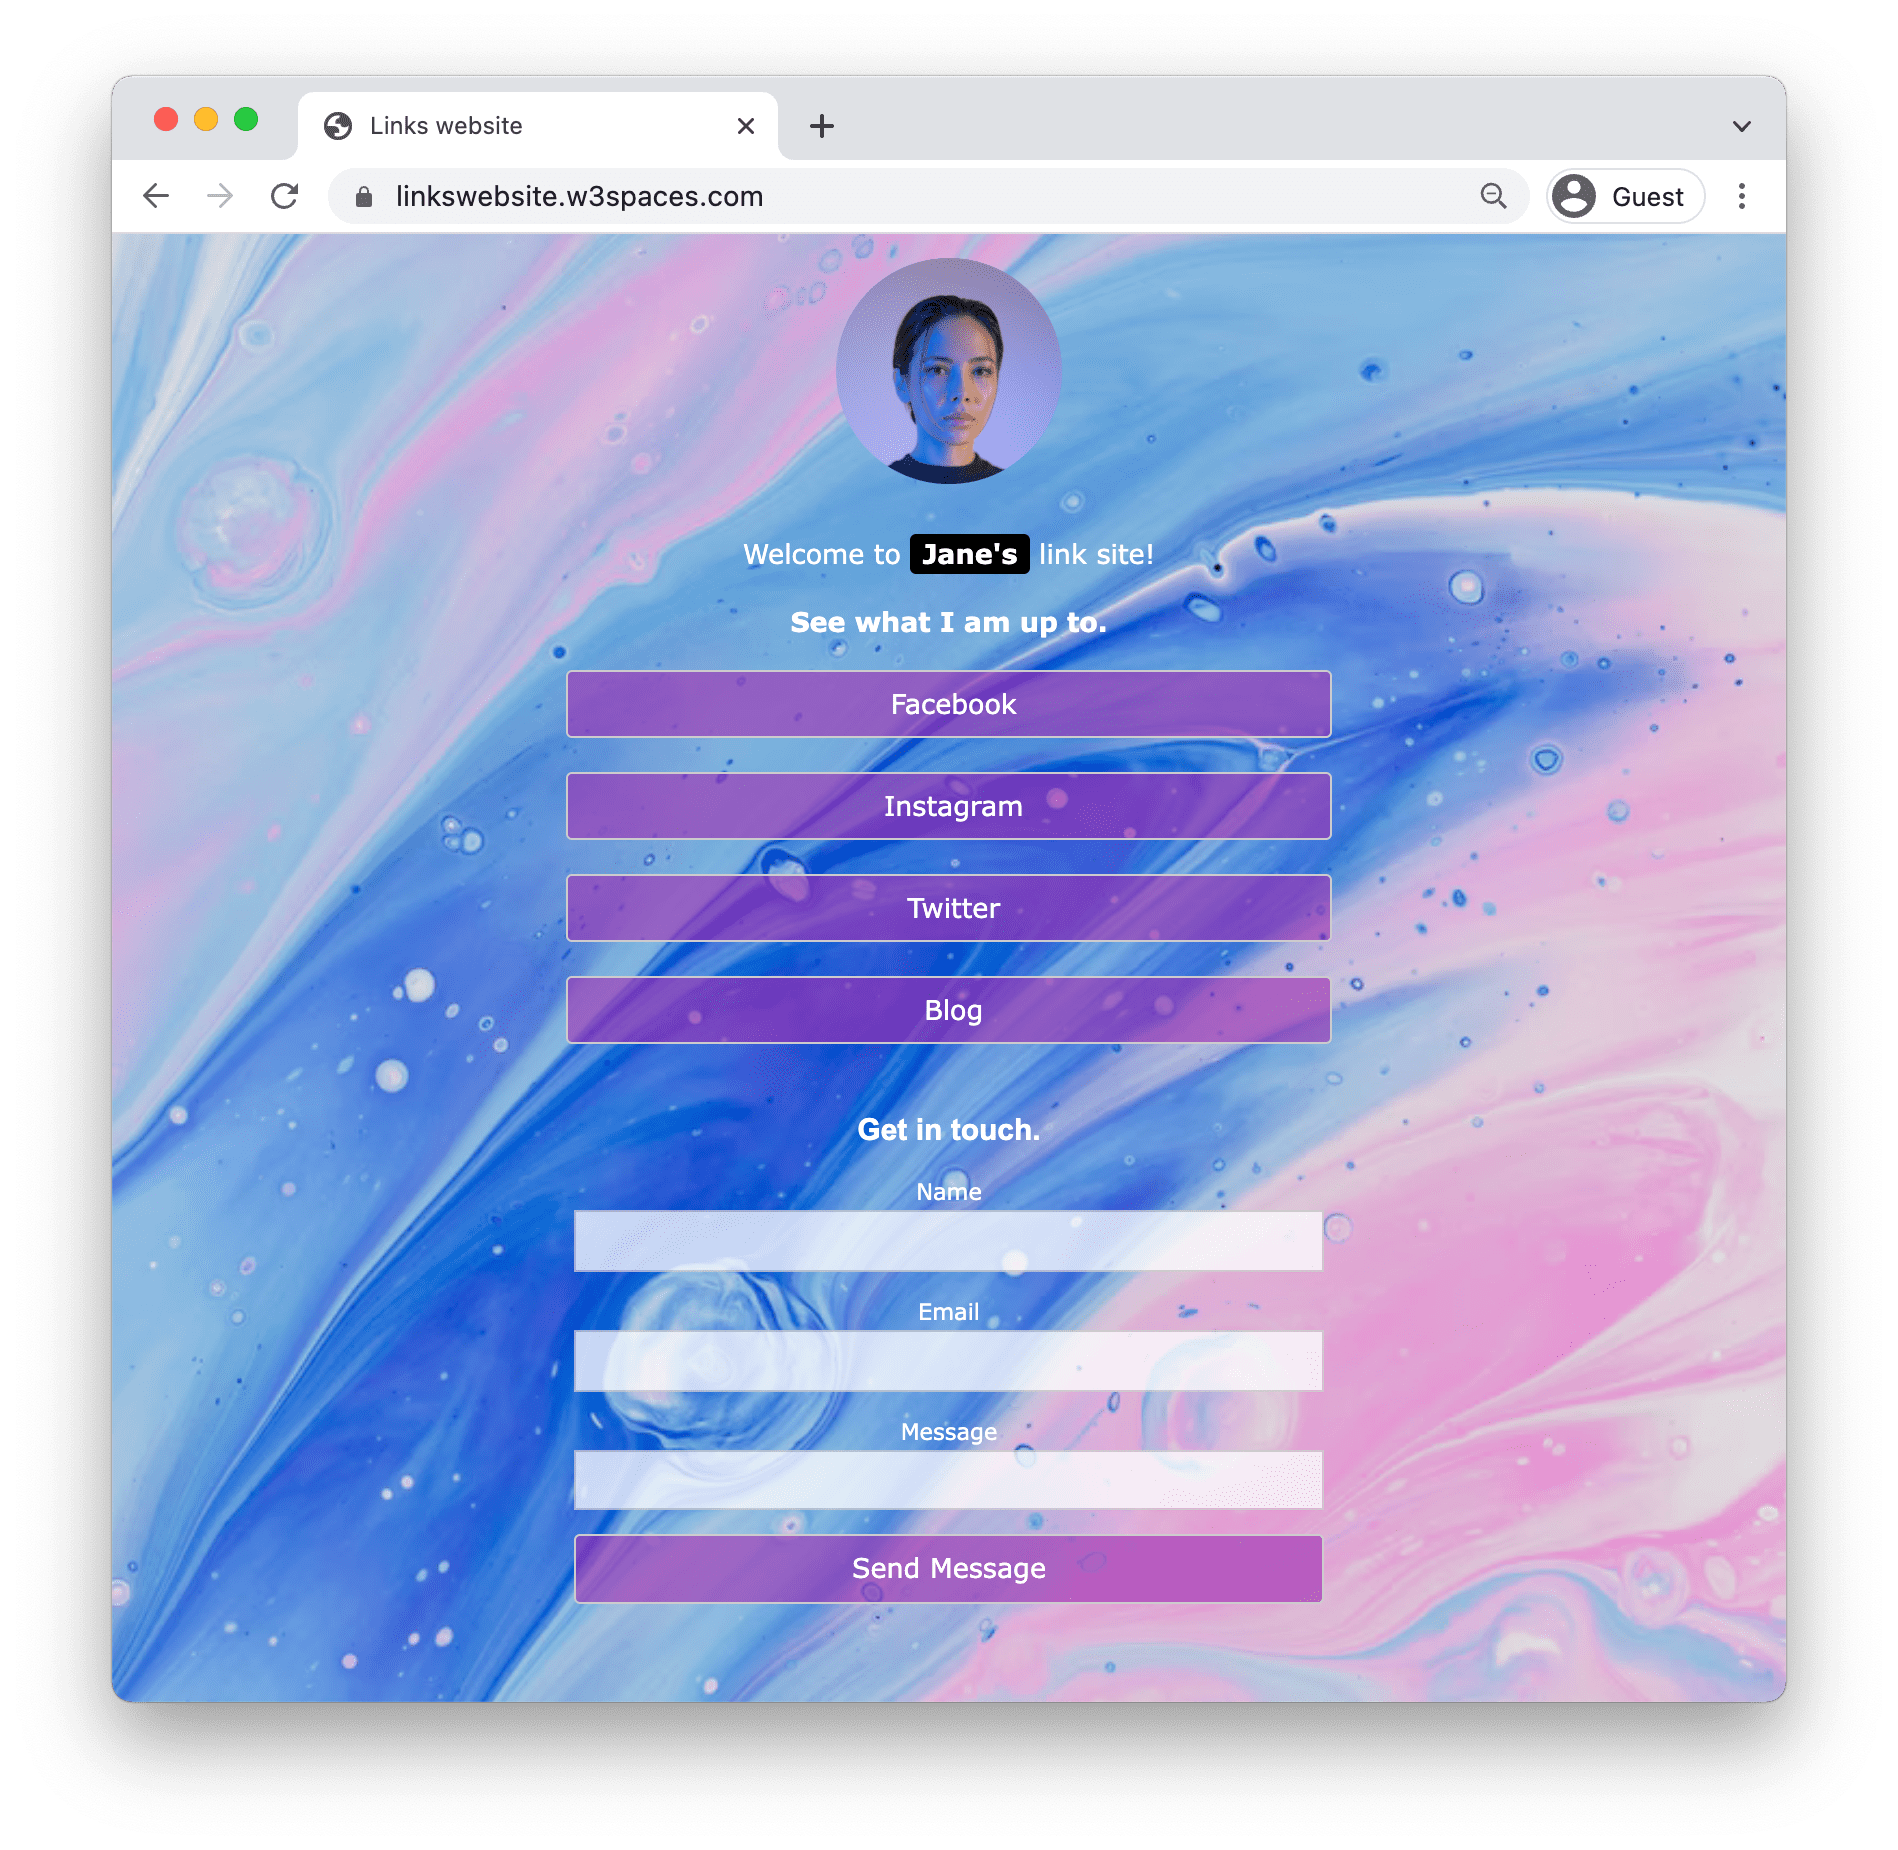 Links website
linkswebsite.w3spaces.com
Guest
Welcome to Jane's link site!
See what I am up to.
Facebook
Instagram
Twitter
Blog
Get in touch.
Name
Email
Message
Send Message